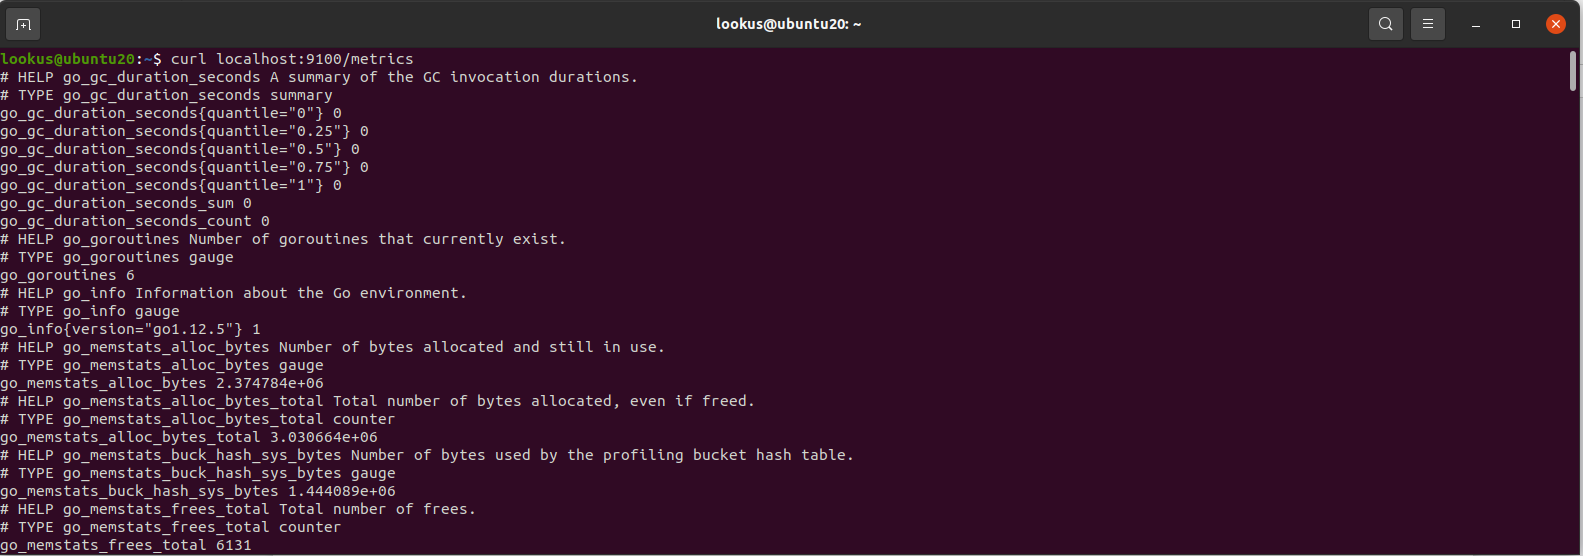 lookus@ubuntu20: ~
lookus@ubuntu20:~$ curl localhost:9100/metrics
# HELP go_gc_duration_seconds A summary of the GC invocation durations.
# TYPE go_gc_duration_seconds summary
go_gc_duration_seconds{quantile="0"} 0
go_gc_duration_seconds{quantile="0.25"} 0
go_gc_duration_seconds{quantile="0.5"} 0
go_gc_duration_seconds{quantile="0.75"} 0
go_gc_duration_seconds{quantile="1"} 0
go_gc_duration_seconds_sum 0
go_gc_duration_seconds_count 0
# HELP go_goroutines Number of goroutines that currently exist.
# TYPE go_goroutines gauge
go_goroutines 6
# HELP go_info Information about the Go environment.
# TYPE go_info gauge
go_info{version="go1.12.5"} 1
# HELP go_memstats_alloc_bytes Number of bytes allocated and still in use.
# TYPE go_memstats_alloc_bytes gauge
go_memstats_alloc_bytes 2.374784e+06
# HELP go_memstats_alloc_bytes_total Total number of bytes allocated, even if freed.
# TYPE go_memstats_alloc_bytes_total counter
go_memstats_alloc_bytes_total 3.030664e+06
# HELP go_memstats_buck_hash_sys_bytes Number of bytes used by the profiling bucket hash table.
# TYPE go_memstats_buck_hash_sys_bytes gauge
go_memstats_buck_hash_sys_bytes 1.444089e+06
# HELP go_memstats_frees_total Total number of frees.
# TYPE go_memstats_frees_total counter
go_memstats_frees_total 6131